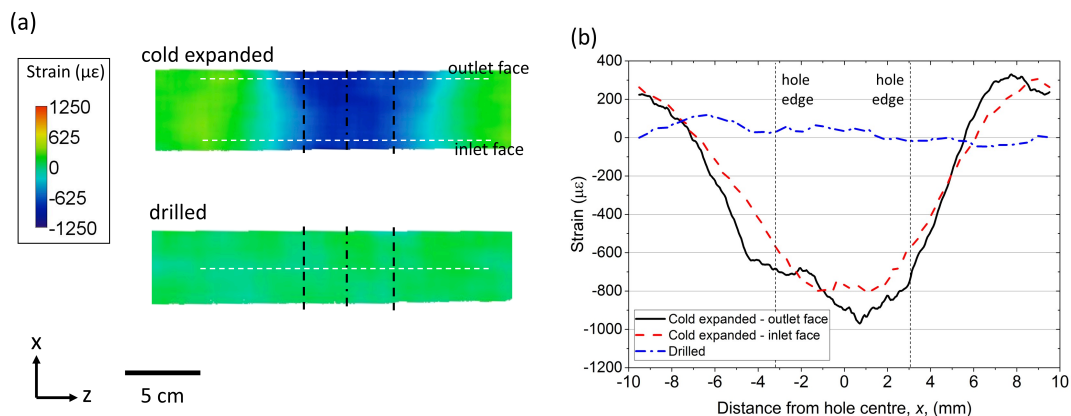 (a)
Strain (με)
1250
625
0
-625
-1250
cold expanded
outlet face
inlet face
drilled
X
Z
5 cm
(b)
Strain (με)
400
200
0
-200
-400
-600
-800
-1000
-1200
hole
edge
hole
edge
Cold expanded - outlet face
Cold expanded - inlet face
Drilled
-10 -8 -6 -4 -2 0 2 4 6 8 10
Distance from hole centre, x, (mm)